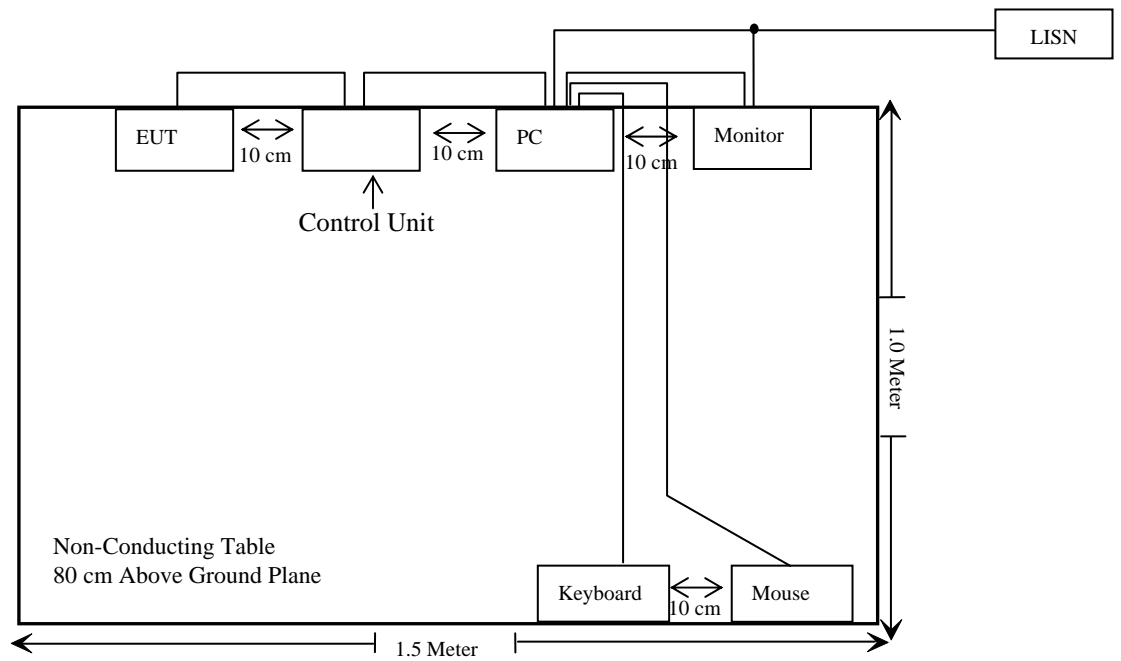 LISN
EUT
PC
Monitor
10 cm
10 cm
10 cm
Control Unit
1.0 Meter
Non-Conducting Table
80 cm Above Ground Plane
Keyboard
Mouse
10 cm
1.5 Meter